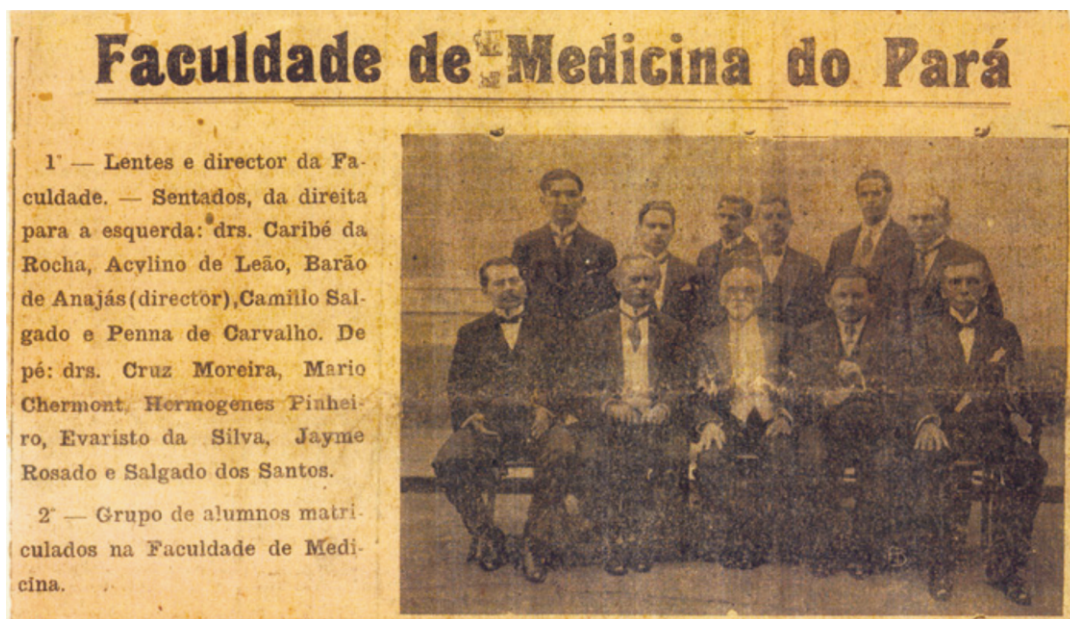 Faculdade de Medicina do Pará
1º — Lentes e director da Fa-
culdade. — Sentados, da direita
para a esquerda: drs. Caribé da
Rocha, Acylino de Leão, Barão
de Anajás(director),Camillo Sal-
gado e Penna de Carvalho. De
pé: drs. Cruz Moreira, Mario
Chermont, Hermogenes Pinhei-
ro, Evaristo da Silva, Jayme
Rosado e Salgado dos Santos.
2º — Grupo de alumnos matri-
culados na Faculdade de Medi-
cina.